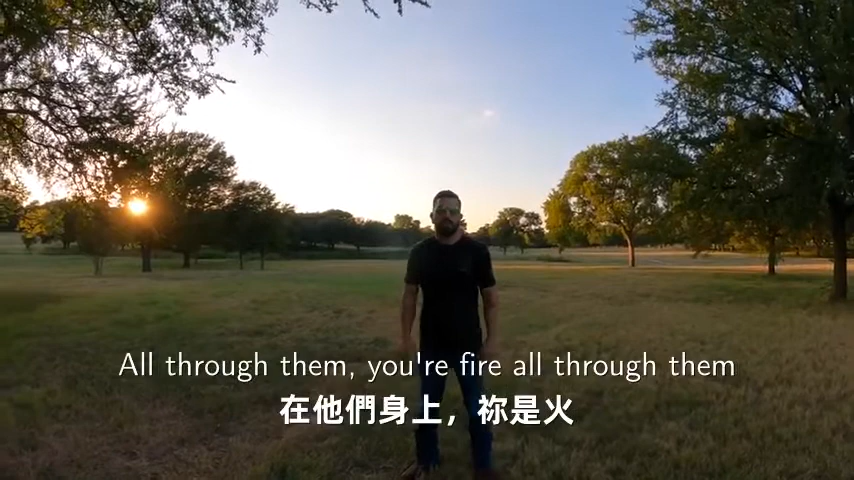 All through them, you're fire all through them
在他們身上，祢是火